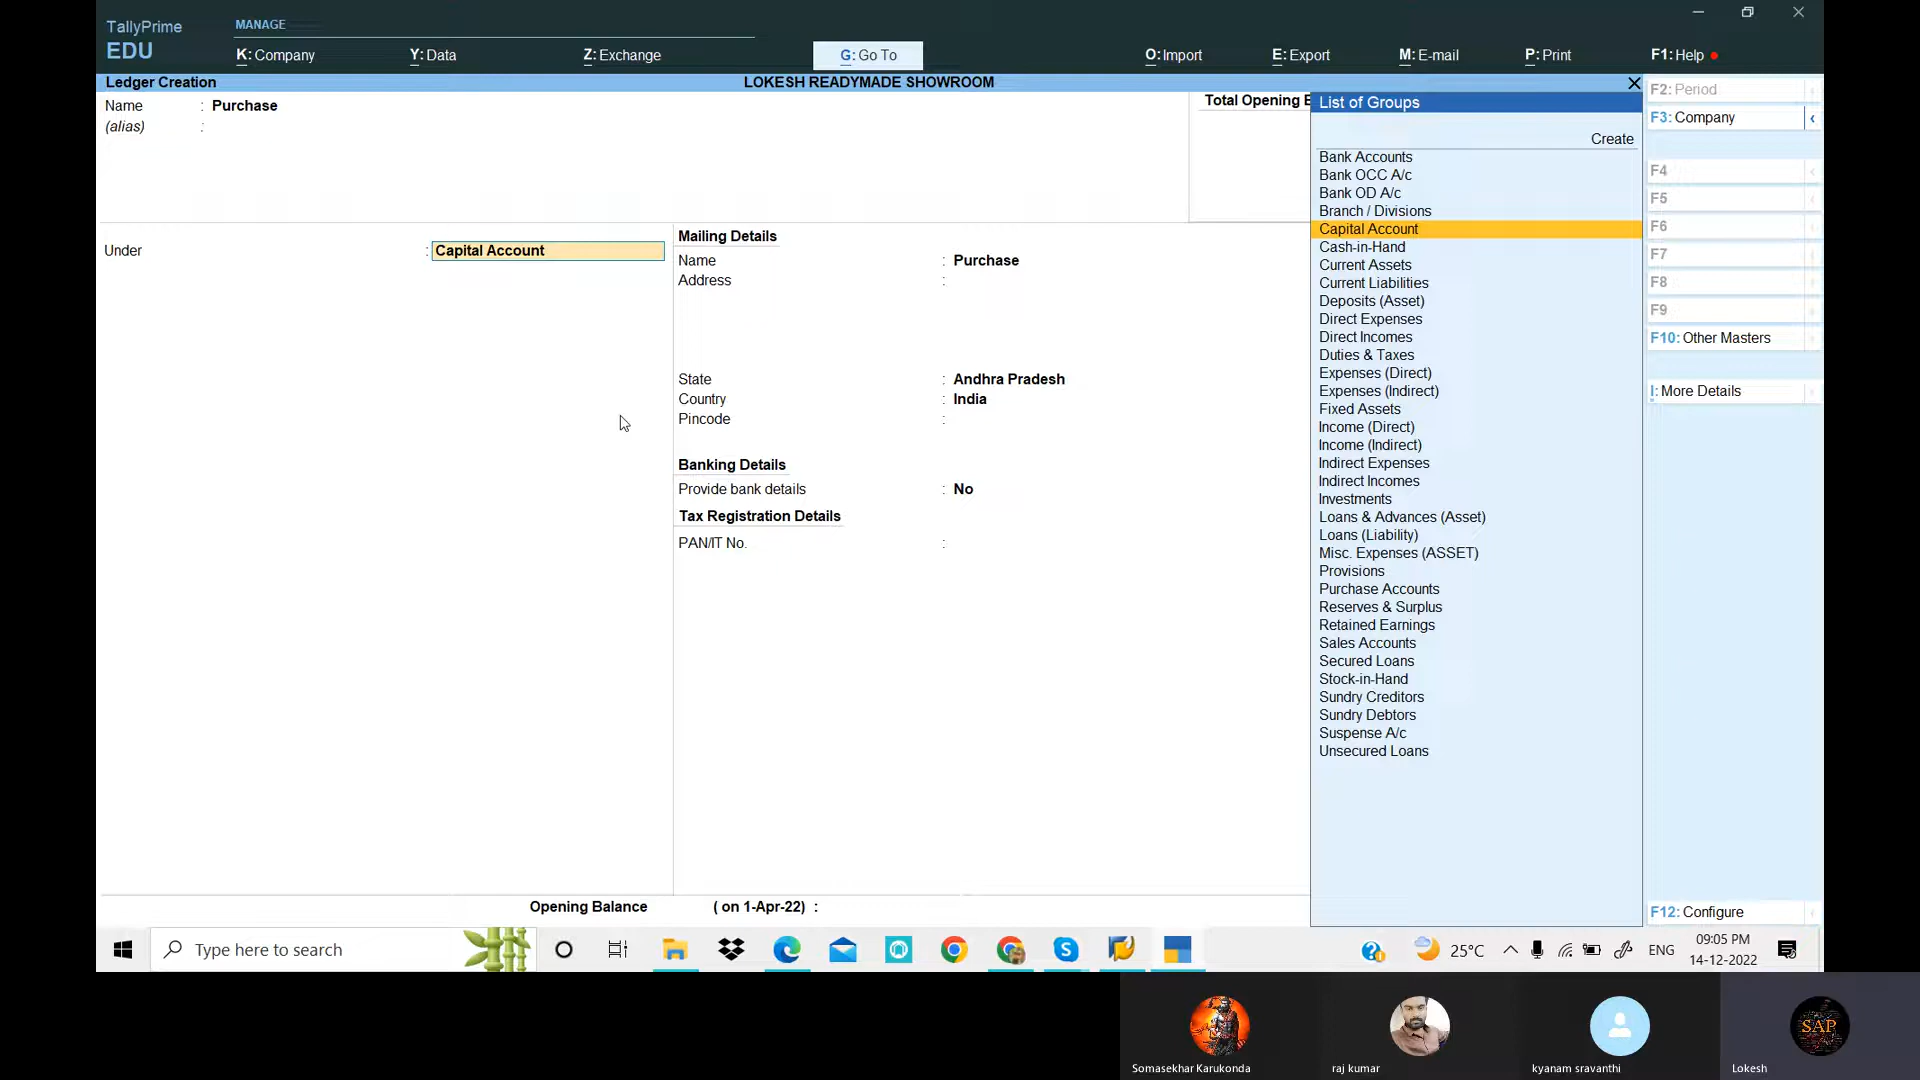 TallyPrime
EDU
MANAGE
K: Company
Y: Data
Z: Exchange
G: Go To
O: Import
E: Export
M: E-mail
P: Print
F1: Help
Ledger Creation
LOKESH READYMADE SHOWROOM
Name : Purchase
(alias) :
Total Opening
Under : Capital Account
Mailing Details
Name : Purchase
Address :
State : Andhra Pradesh
Country : India
Pincode :
Banking Details
Provide bank details : No
Tax Registration Details
PAN/IT No. :
Opening Balance ( on 1-Apr-22) :
List of Groups
Create
Bank Accounts
Bank OCC A/c
Bank OD A/c
Branch / Divisions
Capital Account
Cash-in-Hand
Current Assets
Current Liabilities
Deposits (Asset)
Direct Expenses
Direct Incomes
Duties & Taxes
Expenses (Direct)
Expenses (Indirect)
Fixed Assets
Income (Direct)
Income (Indirect)
Indirect Expenses
Indirect Incomes
Investments
Loans & Advances (Asset)
Loans (Liability)
Misc. Expenses (ASSET)
Provisions
Purchase Accounts
Reserves & Surplus
Retained Earnings
Sales Accounts
Secured Loans
Stock-in-Hand
Sundry Creditors
Sundry Debtors
Suspense A/c
Unsecured Loans
F2: Period
F3: Company
F4
F5
F6
F7
F8
F9
F10: Other Masters
I: More Details
F12: Configure
Type here to search
25°C
ENG
09:05 PM
14-12-2022
SAP
Somasekhar Karukonda
raj kumar
kyanam sravanthi
Lokesh